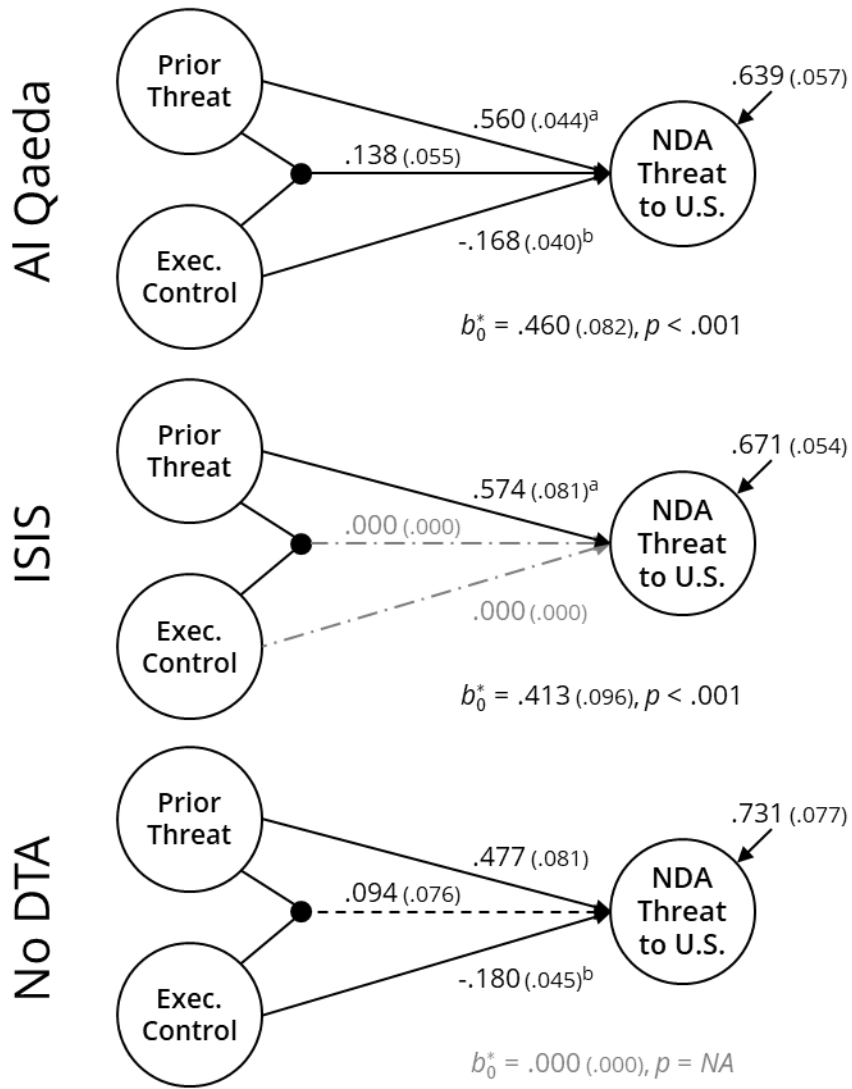 Al Qaeda
Prior
Threat
.639 (.057)
.560 (.044)a
NDA
Threat
to U.S.
.138 (.055)
-.168 (.040)b
Exec.
Control
b*0 = .460 (.082), p < .001
ISIS
Prior
Threat
.671 (.054)
.574 (.081)a
NDA
Threat
to U.S.
.000 (.000)
.000 (.000)
Exec.
Control
b*0 = .413 (.096), p < .001
No DTA
Prior
Threat
.731 (.077)
.477 (.081)
NDA
Threat
to U.S.
.094 (.076)
-.180 (.045)b
Exec.
Control
b*0 = .000 (.000), p = NA